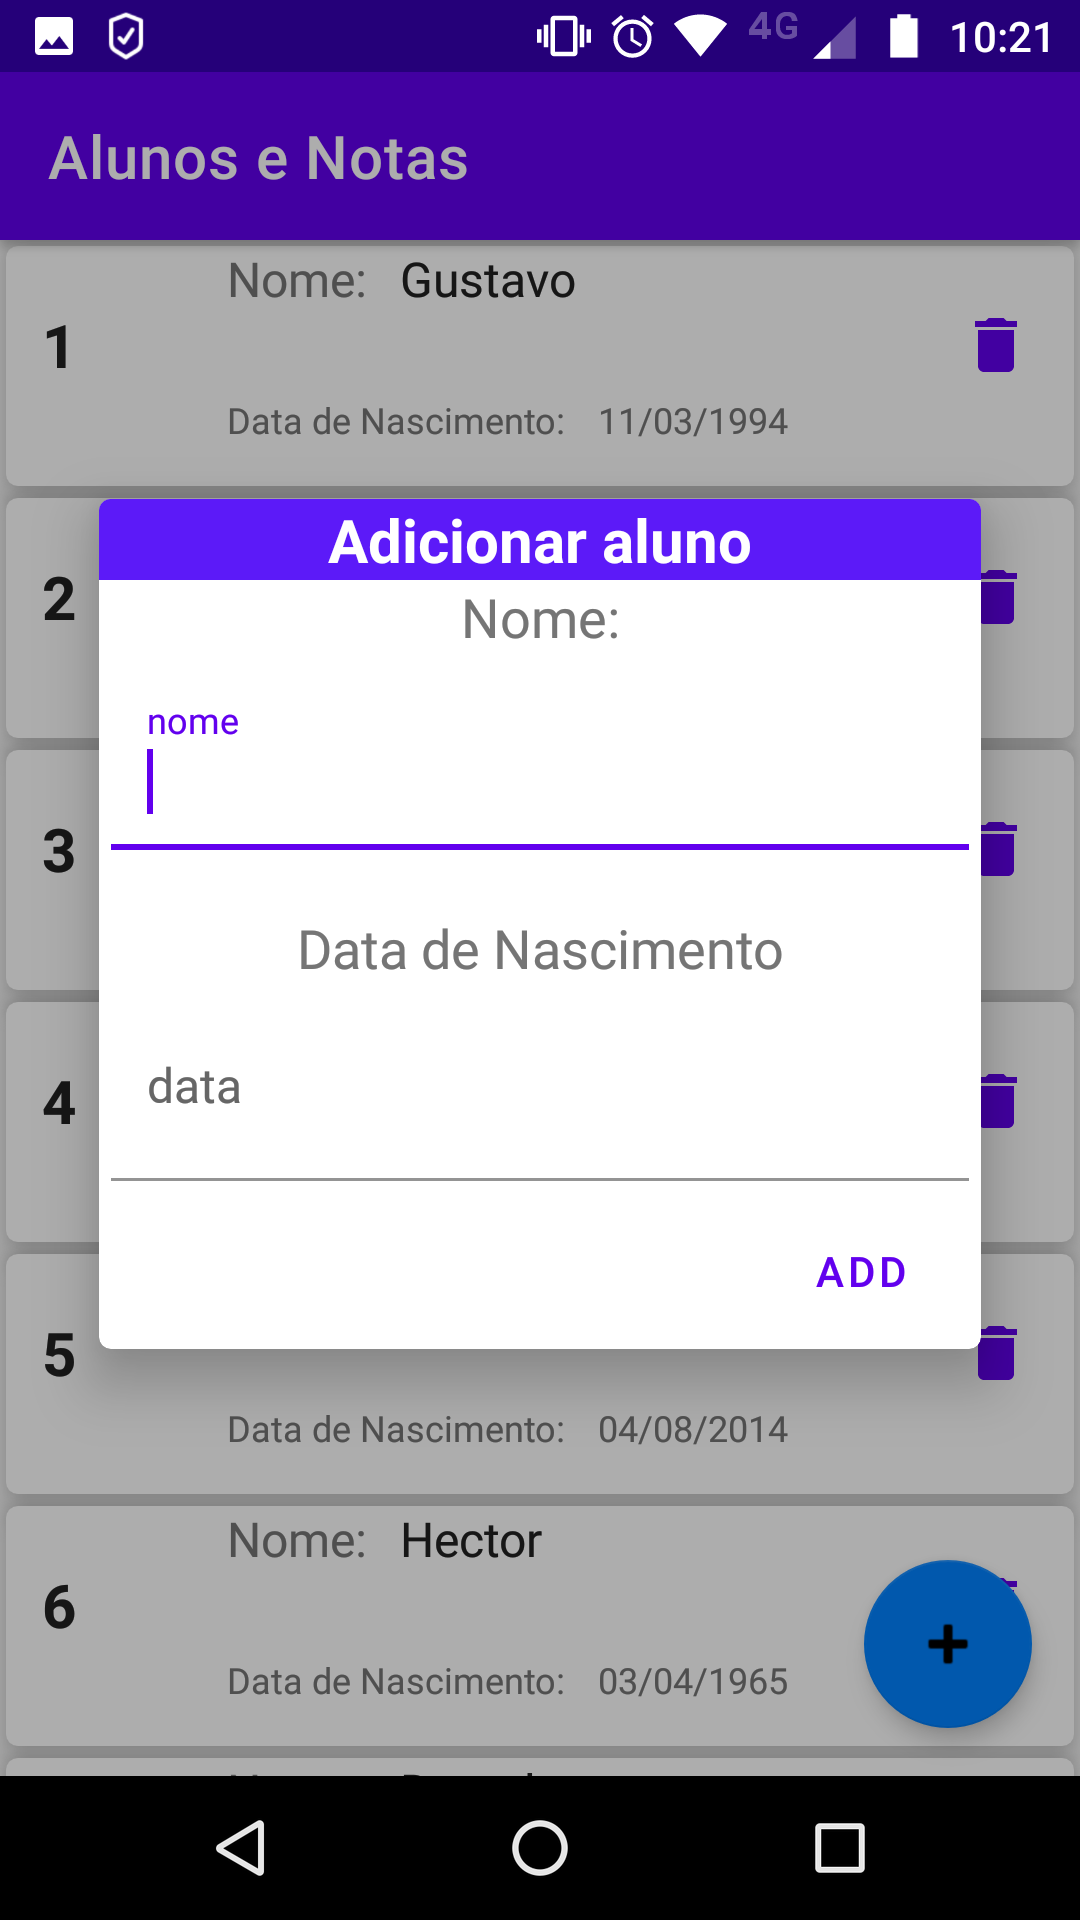 4G 10:21
Alunos e Notas
Nome: Gustavo
1
Data de Nascimento: 11/03/1994
Adicionar aluno
2
Nome:
nome
3
Data de Nascimento
data
4
ADD
5
Data de Nascimento: 04/08/2014
Nome: Hector
6
Data de Nascimento: 03/04/1965